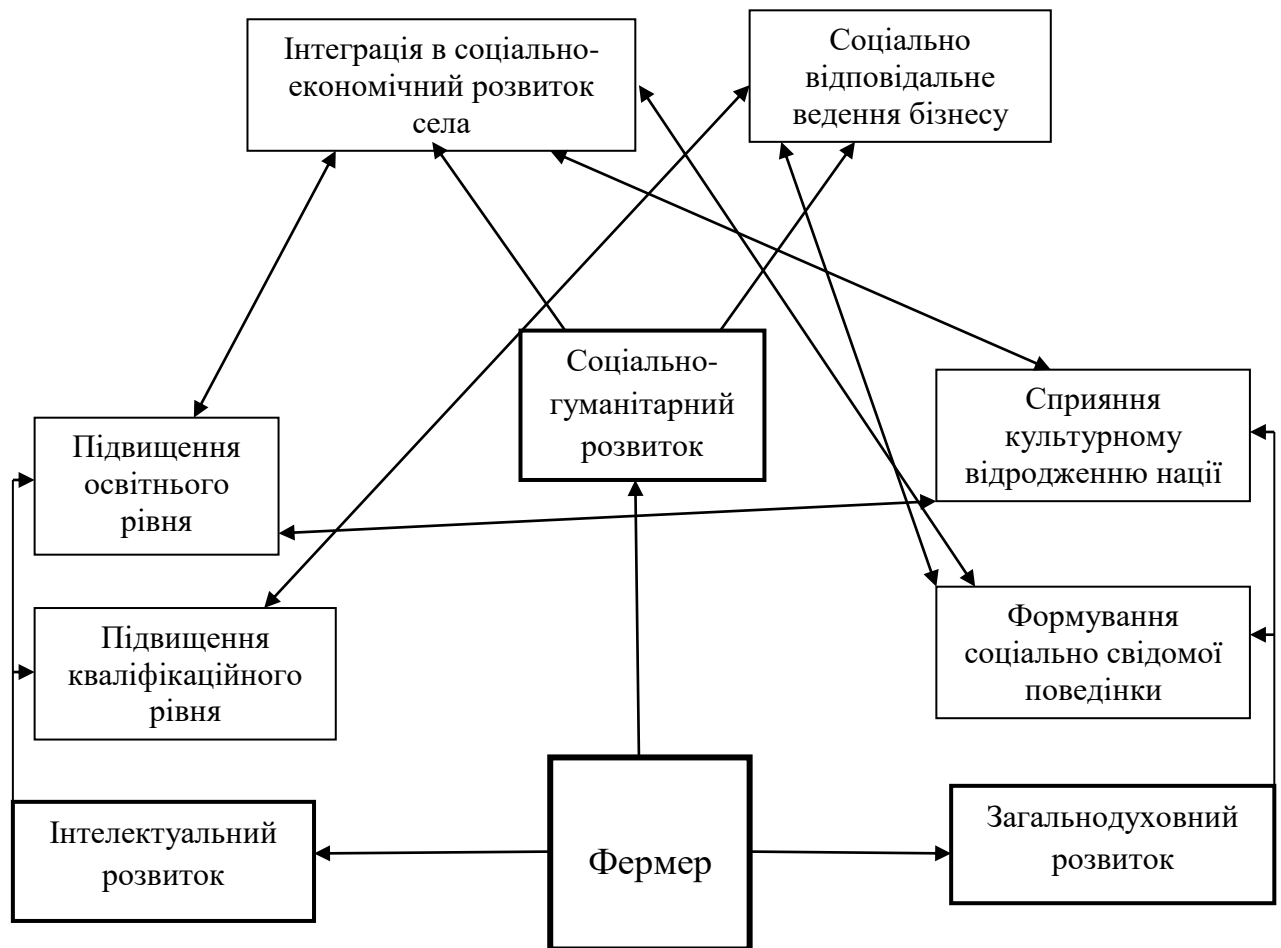 Інтеграція в соціально-
економічний розвиток
села
Соціально
відповідальне
ведення бізнесу
Соціально-
гуманітарний
розвиток
Підвищення
освітнього
рівня
Сприяння
культурному
відродженню нації
Підвищення
кваліфікаційного
рівня
Формування
соціально свідомої
поведінки
Інтелектуальний
розвиток
Фермер
Загальнодуховний
розвиток